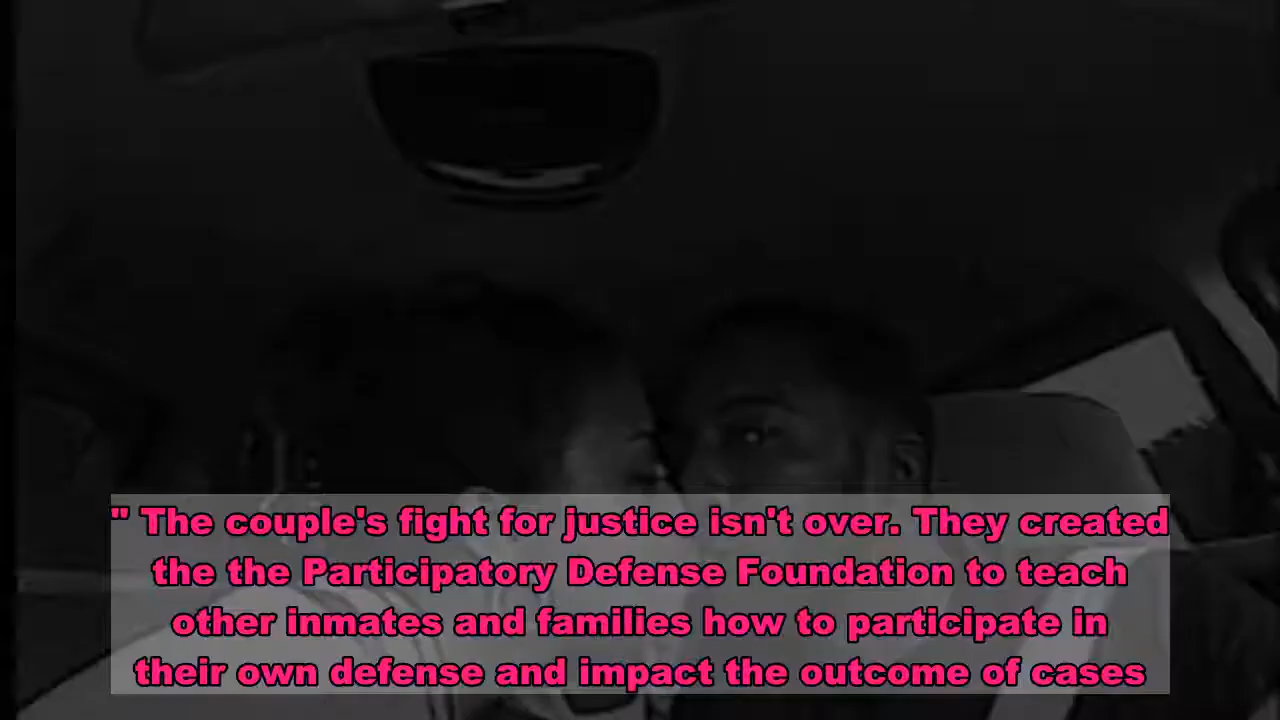 " The couple's fight for justice isn't over. They created
the the Participatory Defense Foundation to teach
other inmates and families how to participate in
their own defense and impact the outcome of cases